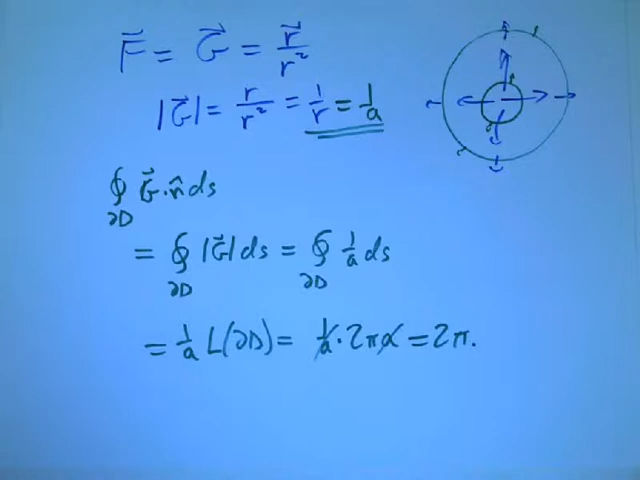 F⃗ = G⃗ = r⃗/r²
|G⃗| = r/r² = 1/r = 1/a
∮_∂D G⃗·n̂ ds
= ∮_∂D |G⃗| ds = ∮_∂D 1/a ds
= 1/a L(∂D) = 1/a · 2πa = 2π.